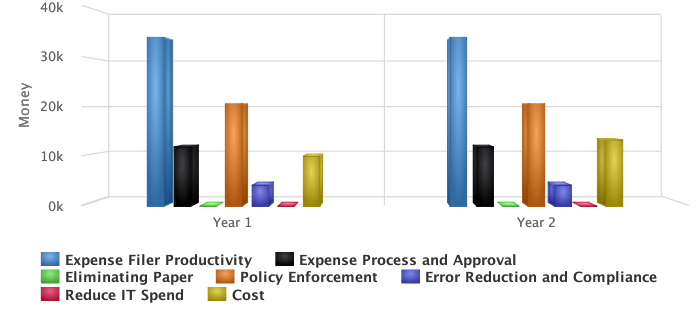 40k
30k
20k
10k
0k
Money
Year 1 Year 2
Expense Filer Productivity Expense Process and Approval
Eliminating Paper Policy Enforcement Error Reduction and Compliance
Reduce IT Spend Cost